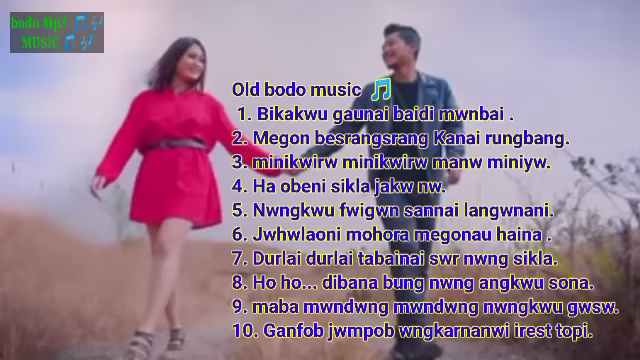 bodo Mp3 🎵🎶
MUSIC 🎵🎶
Old bodo music 🎵
1. Bikakwu gaunai baidi mwnbai .
2. Megon besrangsrang Kanai rungbang.
3. minikwirw minikwirw manw miniyw.
4. Ha obeni sikla jakw nw.
5. Nwngkwu fwigwn sannai langwnani.
6. Jwhwlaoni mohora megonau haina .
7. Durlai durlai tabainai swr nwng sikla.
8. Ho ho... dibana bung nwng angkwu sona.
9. maba mwndwng mwndwng nwngkwu gwsw.
10. Ganfob jwmpob wngkarnanwi irest topi.